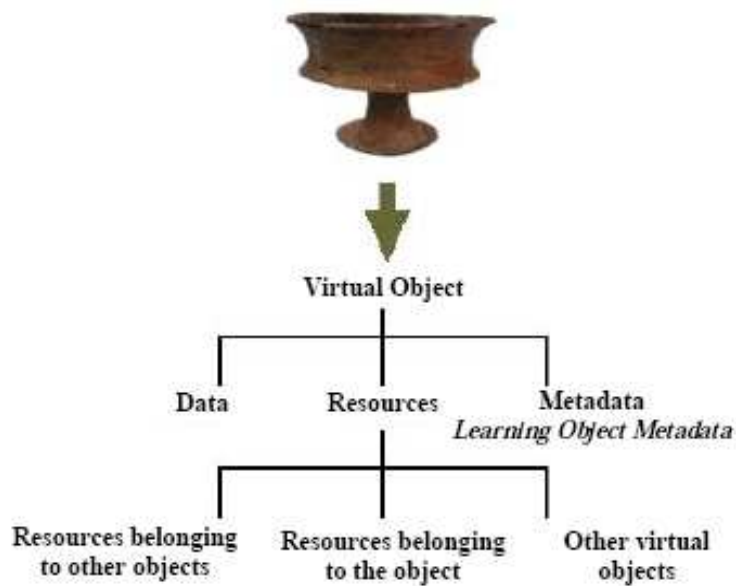 Virtual Object
Data
Resources
Metadata
Learning Object Metadata
Resources belonging
to other objects
Resources belonging
to the object
Other virtual
objects